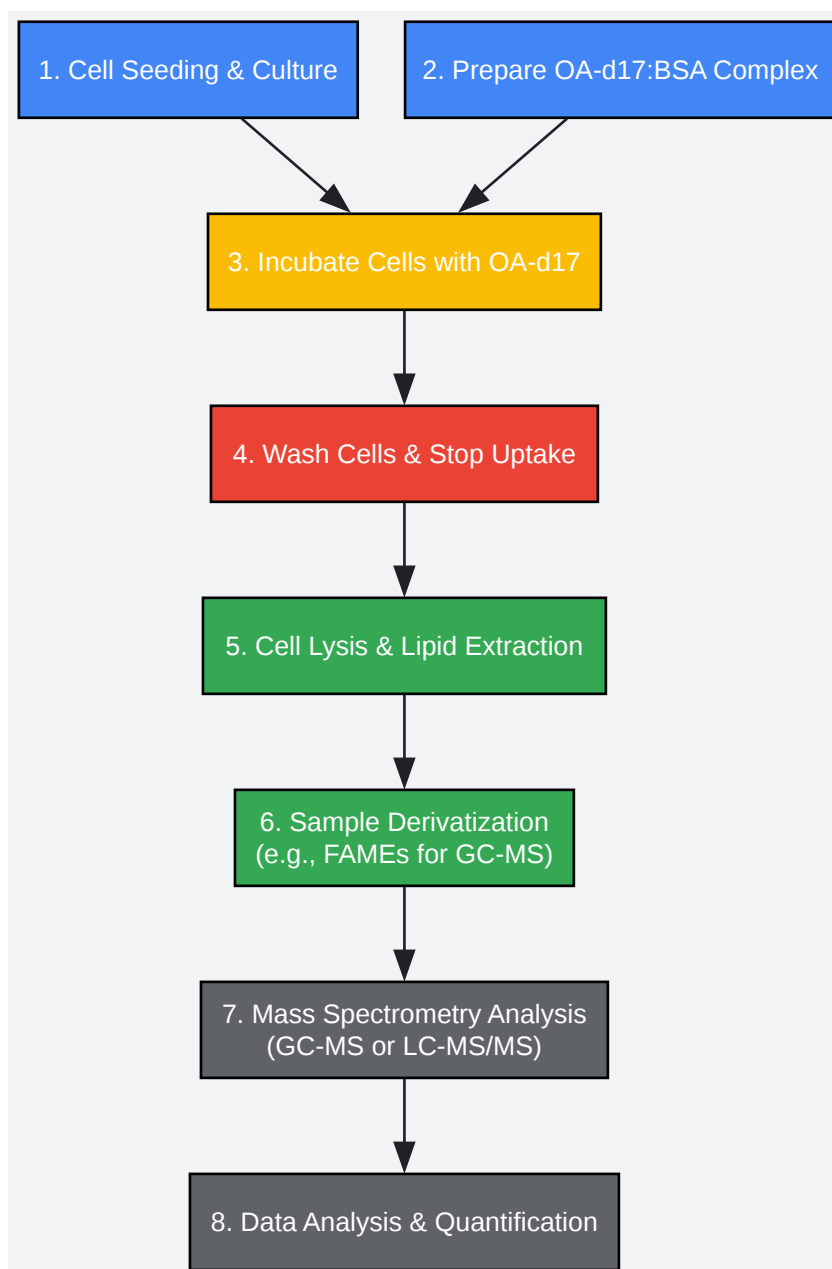 1. Cell Seeding & Culture
2. Prepare OA-d17:BSA Complex
3. Incubate Cells with OA-d17
4. Wash Cells & Stop Uptake
5. Cell Lysis & Lipid Extraction
6. Sample Derivatization
(e.g., FAMEs for GC-MS)
7. Mass Spectrometry Analysis
(GC-MS or LC-MS/MS)
8. Data Analysis & Quantification